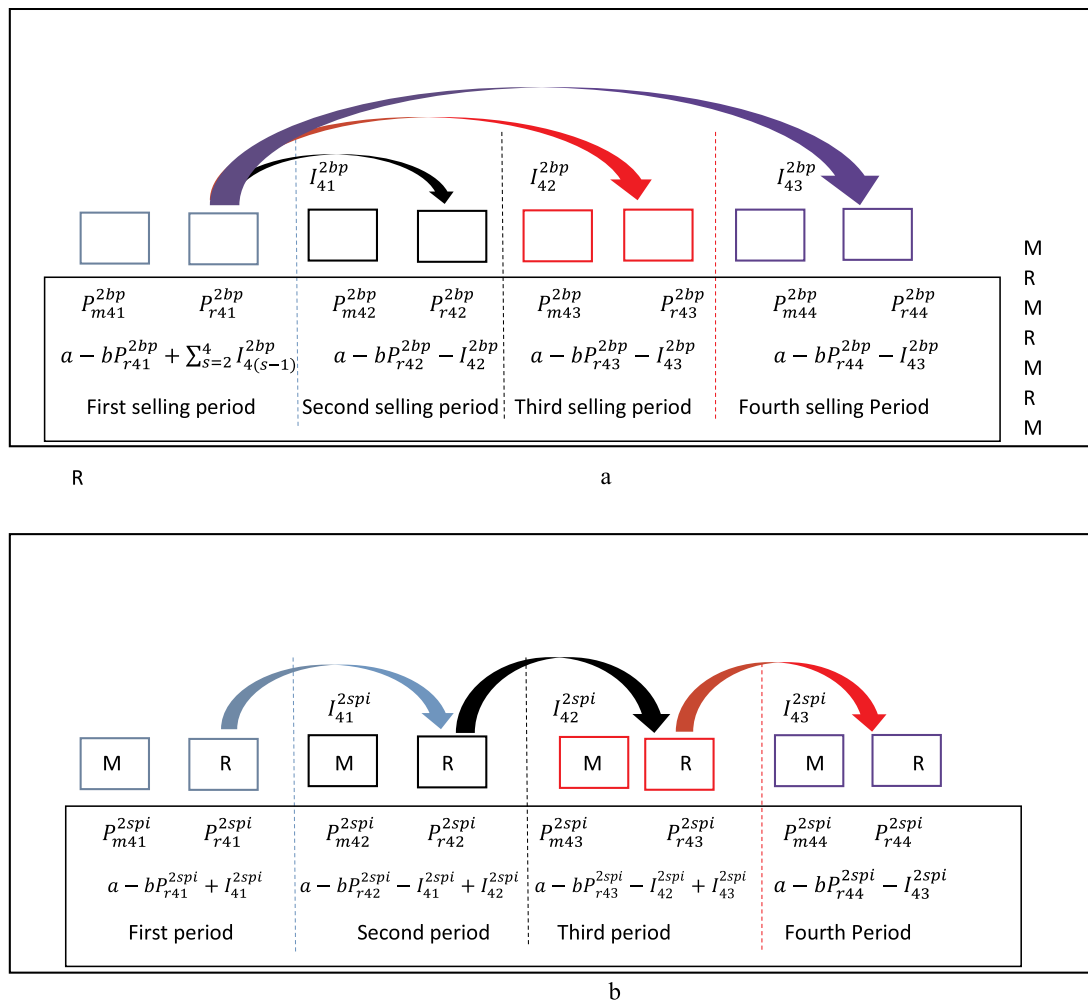 I_{41}^{2bp} I_{42}^{2bp} I_{43}^{2bp}
P_{m41}^{2bp} P_{r41}^{2bp} P_{m42}^{2bp} P_{r42}^{2bp} P_{m43}^{2bp} P_{r43}^{2bp} P_{m44}^{2bp} P_{r44}^{2bp}
a − bP_{r41}^{2bp} + ∑_{s=2}^{4} I_{4(s−1)}^{2bp} a − bP_{r42}^{2bp} − I_{42}^{2bp} a − bP_{r43}^{2bp} − I_{43}^{2bp} a − bP_{r44}^{2bp} − I_{43}^{2bp}
First selling period Second selling period Third selling period Fourth selling Period
M
R
M
R
M
R
M
R
a
I_{41}^{2spi} I_{42}^{2spi} I_{43}^{2spi}
M R M R M R M R
P_{m41}^{2spi} P_{r41}^{2spi} P_{m42}^{2spi} P_{r42}^{2spi} P_{m43}^{2spi} P_{r43}^{2spi} P_{m44}^{2spi} P_{r44}^{2spi}
a − bP_{r41}^{2spi} + I_{41}^{2spi} a − bP_{r42}^{2spi} − I_{41}^{2spi} + I_{42}^{2spi} a − bP_{r43}^{2spi} − I_{42}^{2spi} + I_{43}^{2spi} a − bP_{r44}^{2spi} − I_{43}^{2spi}
First period Second period Third period Fourth Period
b